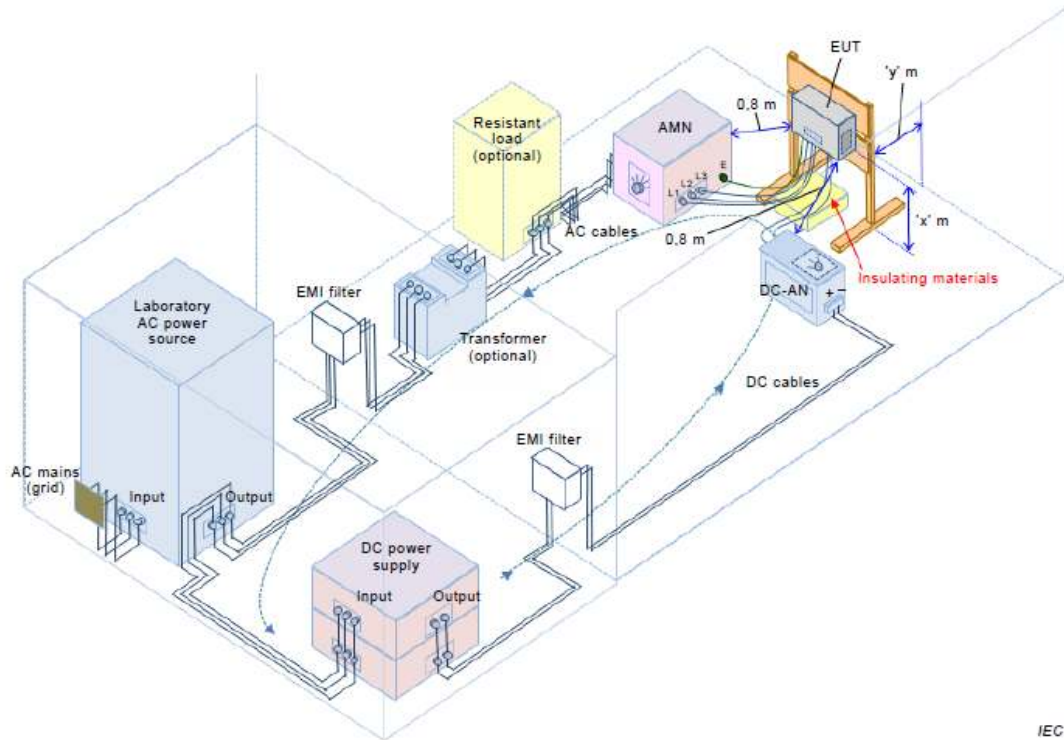 EUT
'y' m
0,8 m
AMN
Resistant
load
(optional)
E
L3
L2
L1
AC cables
0,8 m
'x' m
Insulating materials
DC-AN
+ −
EMI filter
Laboratory
AC power
source
Transformer
(optional)
DC cables
EMI filter
AC mains
(grid)
Input
Output
DC power
supply
Input
Output
IEC